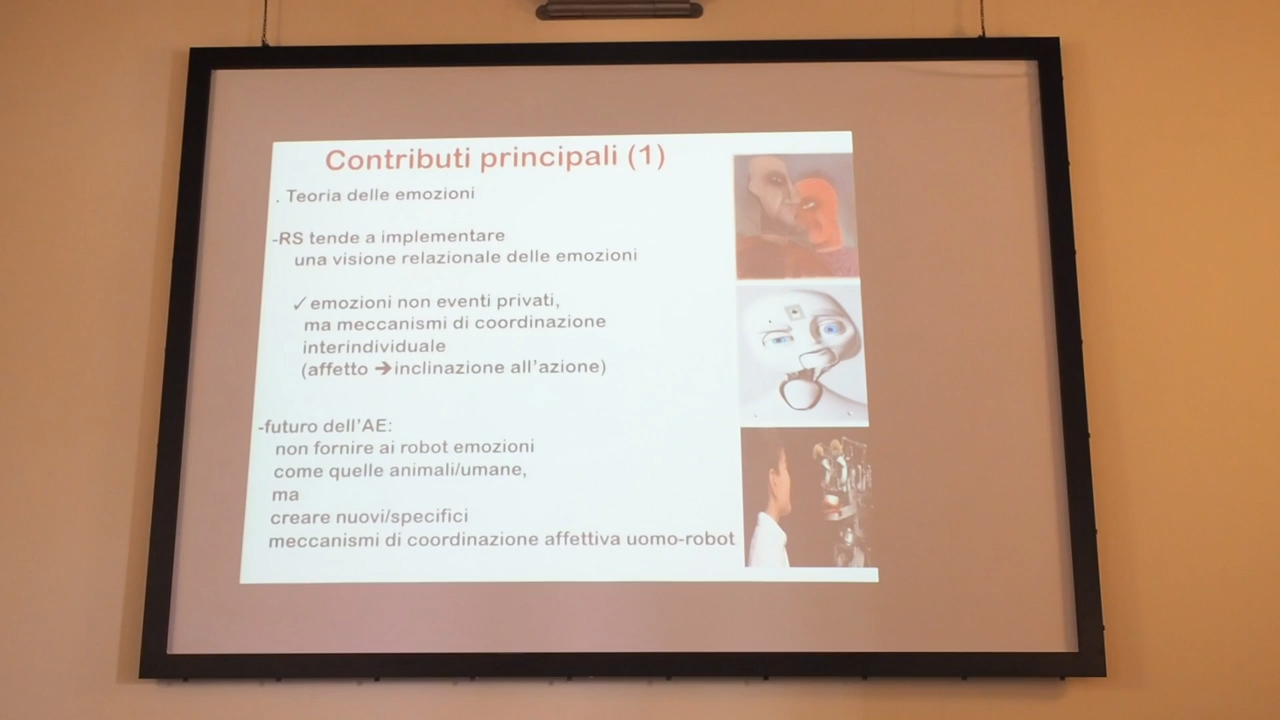 Contributi principali (1)
. Teoria delle emozioni
-RS tende a implementare
una visione relazionale delle emozioni
✓emozioni non eventi privati,
ma meccanismi di coordinazione
interindividuale
(affetto ➔inclinazione all'azione)
-futuro dell'AE:
non fornire ai robot emozioni
come quelle animali/umane,
ma
creare nuovi/specifici
meccanismi di coordinazione affettiva uomo-robot